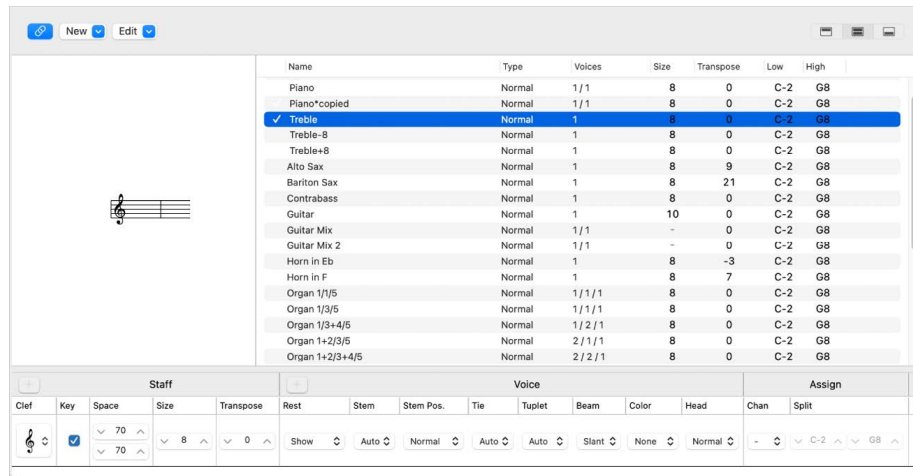 New Edit
Name Type Voices Size Transpose Low High
Piano Normal 1/1 8 0 C-2 G8
Piano*copied Normal 1/1 8 0 C-2 G8
Treble Normal 1 8 0 C-2 G8
Treble-8 Normal 1 8 0 C-2 G8
Treble+8 Normal 1 8 0 C-2 G8
Alto Sax Normal 1 8 9 C-2 G8
Bariton Sax Normal 1 8 21 C-2 G8
Contrabass Normal 1 8 0 C-2 G8
Guitar Normal 1 10 0 C-2 G8
Guitar Mix Normal 1/1 - 0 C-2 G8
Guitar Mix 2 Normal 1/1 - 0 C-2 G8
Horn in Eb Normal 1 8 -3 C-2 G8
Horn in F Normal 1 8 7 C-2 G8
Organ 1/1/5 Normal 1/1/1 8 0 C-2 G8
Organ 1/3/5 Normal 1/1/1 8 0 C-2 G8
Organ 1/3+4/5 Normal 1/2/1 8 0 C-2 G8
Organ 1+2/3/5 Normal 2/1/1 8 0 C-2 G8
Organ 1+2/3+4/5 Normal 2/2/1 8 0 C-2 G8
Staff Voice Assign
Clef Key Space Size Transpose Rest Stem Stem Pos. Tie Tuplet Beam Color Head Chan Split
70
8 0 Show Auto Normal Auto Auto Slant None Normal - C-2 G8
70